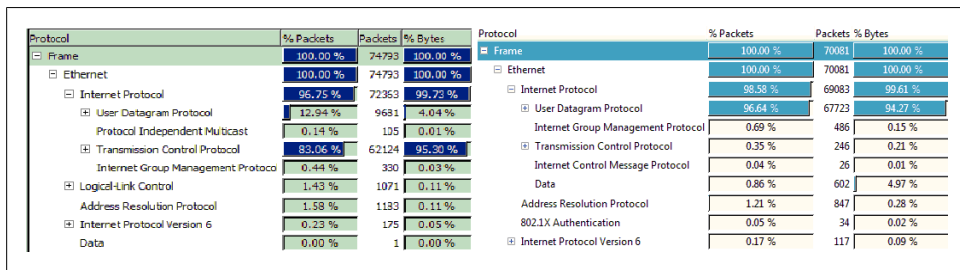 Protocol % Packets Packets % Bytes
Frame 100.00 % 74793 100.00 %
Ethernet 100.00 % 74793 100.00 %
Internet Protocol 96.75 % 72363 99.73 %
User Datagram Protocol 12.94 % 9681 4.04 %
Protocol Independent Multicast 0.14 % 105 0.01 %
Transmission Control Protocol 83.06 % 62124 95.30 %
Internet Group Management Protocol 0.44 % 330 0.03 %
Logical-Link Control 1.43 % 1071 0.11 %
Address Resolution Protocol 1.58 % 1183 0.11 %
Internet Protocol Version 6 0.23 % 175 0.05 %
Data 0.00 % 1 0.00 %
Protocol % Packets Packets % Bytes
Frame 100.00 % 70081 100.00 %
Ethernet 100.00 % 70081 100.00 %
Internet Protocol 98.58 % 69083 99.61 %
User Datagram Protocol 96.64 % 67723 94.27 %
Internet Group Management Protocol 0.69 % 486 0.15 %
Transmission Control Protocol 0.35 % 246 0.21 %
Internet Control Message Protocol 0.04 % 26 0.01 %
Data 0.86 % 602 4.97 %
Address Resolution Protocol 1.21 % 847 0.28 %
802.1X Authentication 0.05 % 34 0.02 %
Internet Protocol Version 6 0.17 % 117 0.09 %